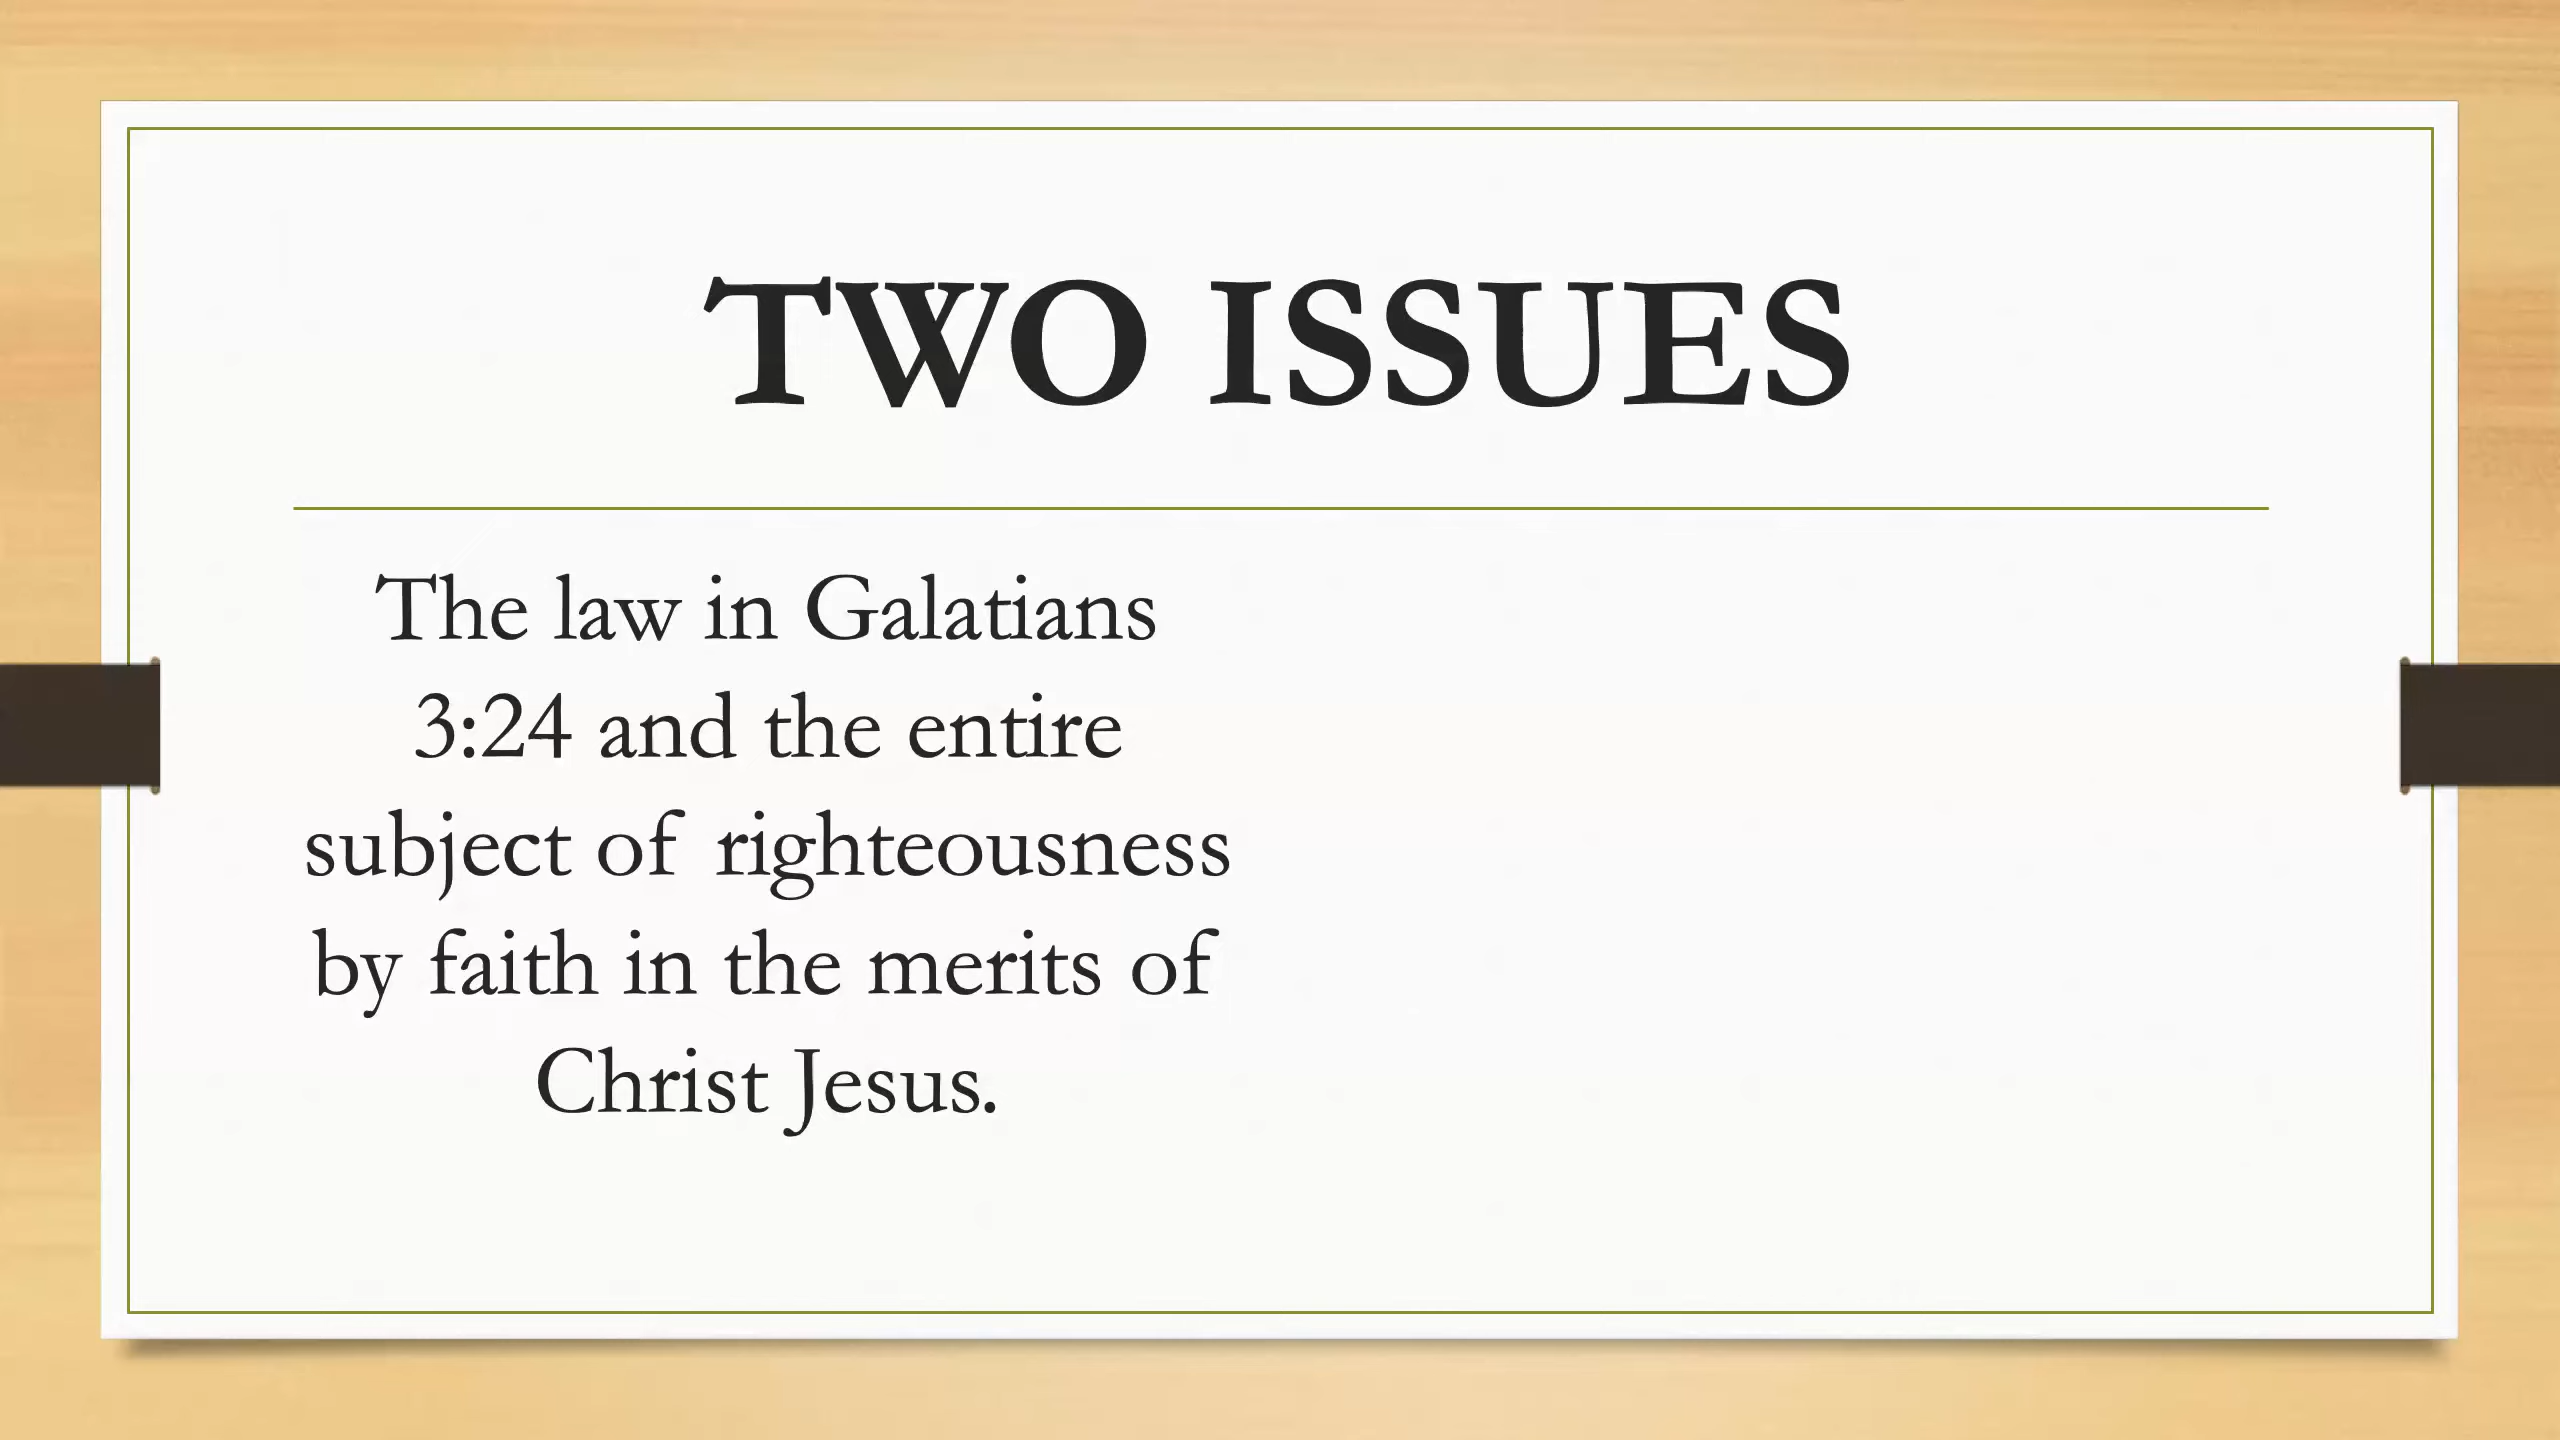 TWO ISSUES
The law in Galatians
3:24 and the entire
subject of righteousness
by faith in the merits of
Christ Jesus.